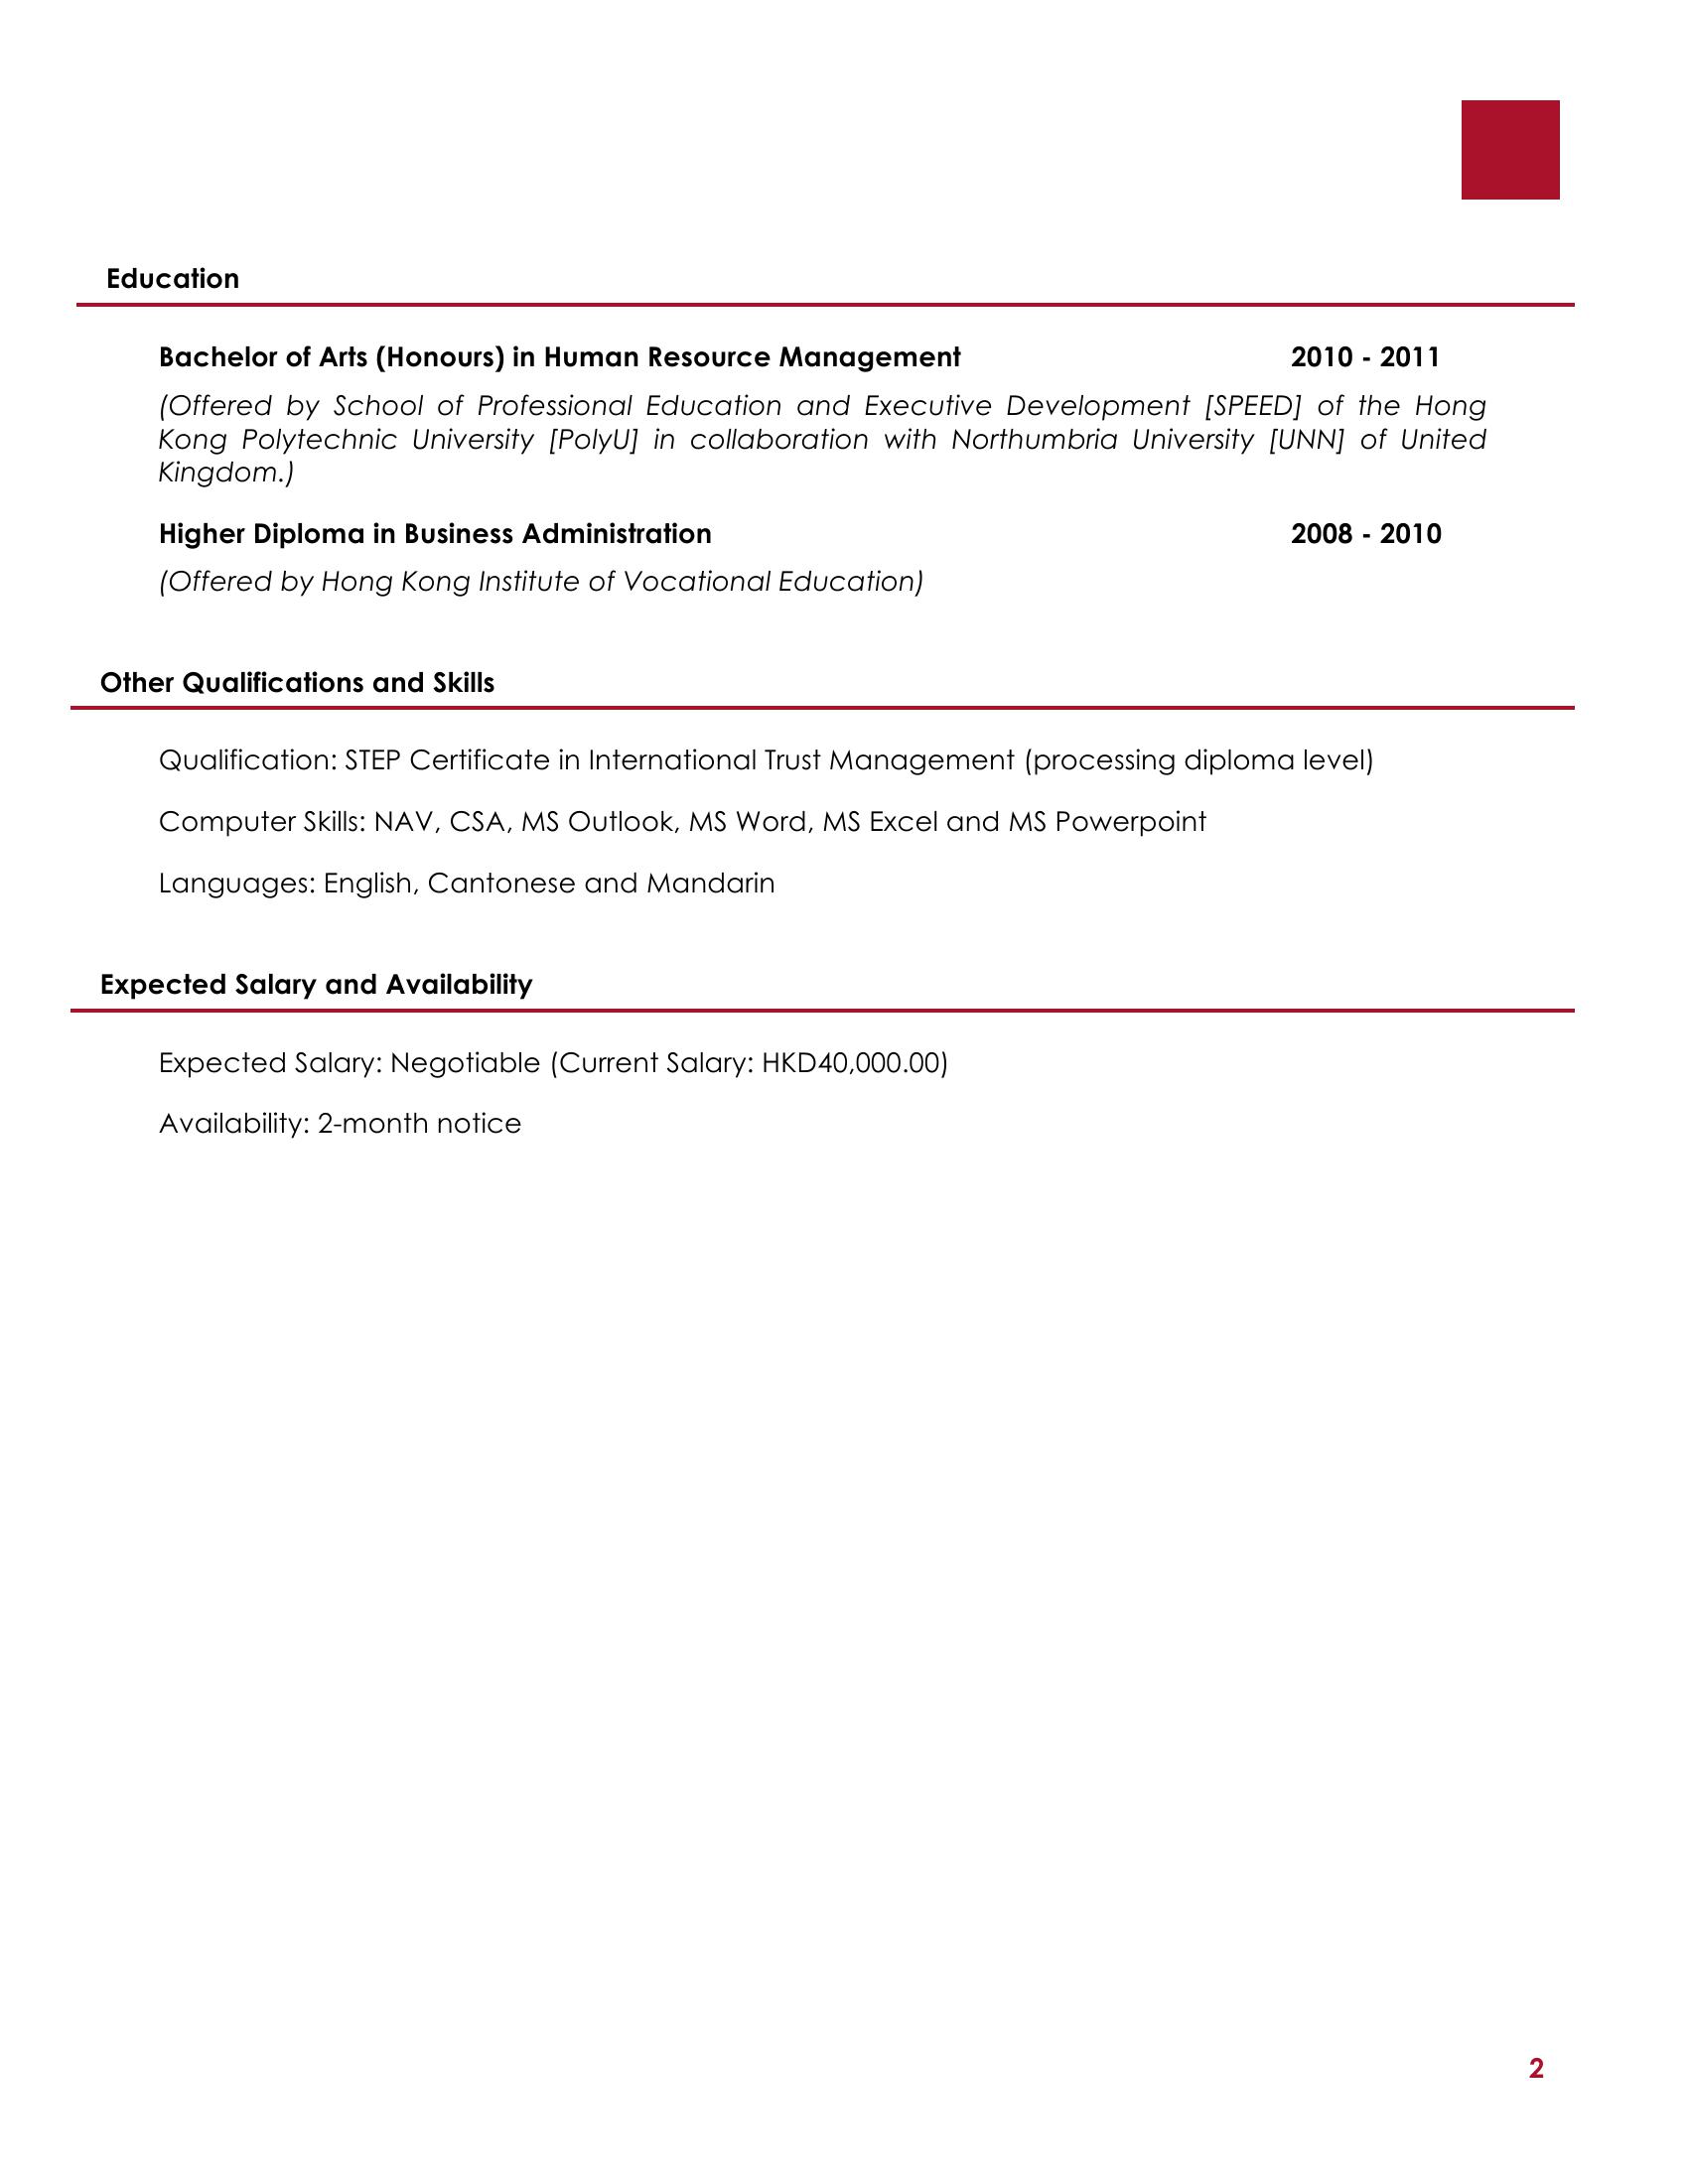 Education
Bachelor of Arts (Honours) in Human Resource Management 2010 - 2011
(Offered by School of Professional Education and Executive Development [SPEED] of the Hong
Kong Polytechnic University [PolyU] in collaboration with Northumbria University [UNN] of United
Kingdom.)
Higher Diploma in Business Administration 2008 - 2010
(Offered by Hong Kong Institute of Vocational Education)
Other Qualifications and Skills
Qualification: STEP Certificate in International Trust Management (processing diploma level)
Computer Skills: NAV, CSA, MS Outlook, MS Word, MS Excel and MS Powerpoint
Languages: English, Cantonese and Mandarin
Expected Salary and Availability
Expected Salary: Negotiable (Current Salary: HKD40,000.00)
Availability: 2-month notice
2